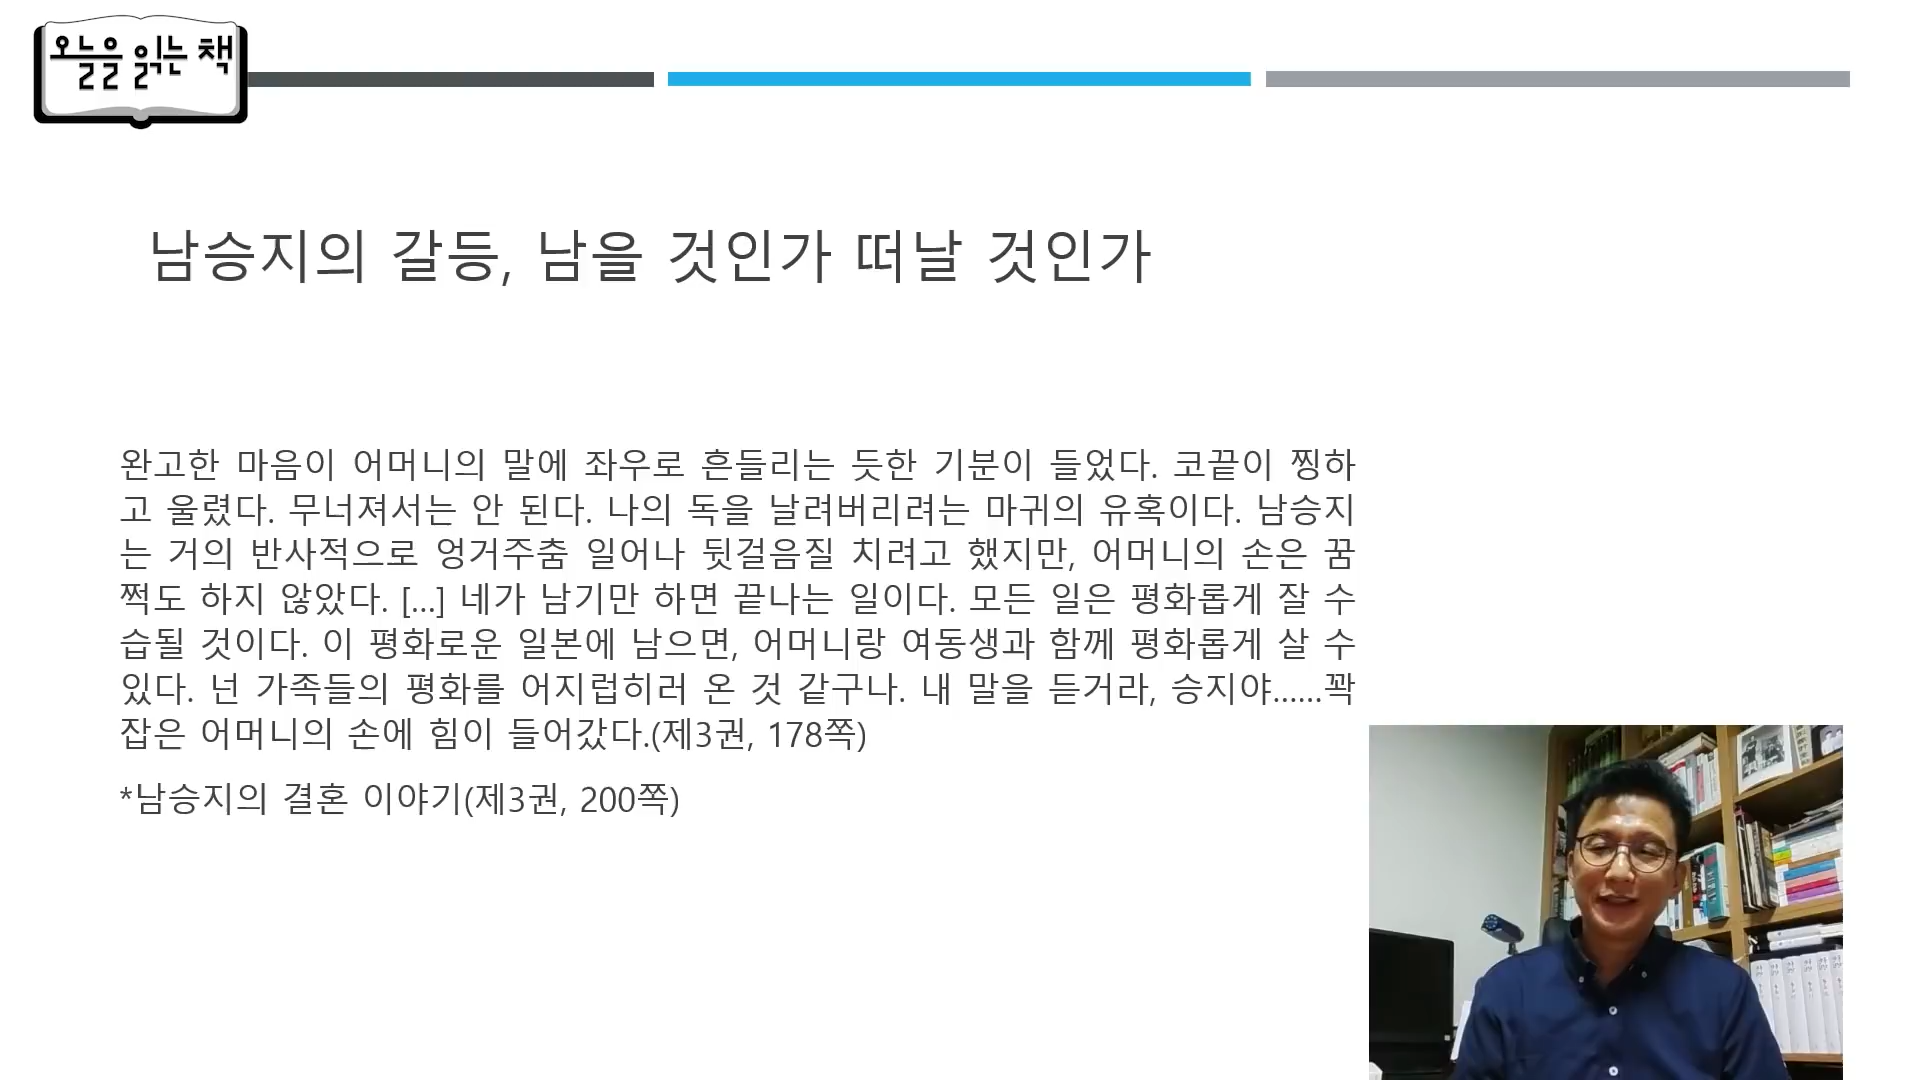 오늘을 읽는 책
남승지의 갈등, 남을 것인가 떠날 것인가
완고한 마음이 어머니의 말에 좌우로 흔들리는 듯한 기분이 들었다. 코끝이 찡하
고 울렸다. 무너져서는 안 된다. 나의 독을 날려버리려는 마귀의 유혹이다. 남승지
는 거의 반사적으로 엉거주춤 일어나 뒷걸음질 치려고 했지만, 어머니의 손은 꿈
쩍도 하지 않았다. [...] 네가 남기만 하면 끝나는 일이다. 모든 일은 평화롭게 잘 수
습될 것이다. 이 평화로운 일본에 남으면, 어머니랑 여동생과 함께 평화롭게 살 수
있다. 넌 가족들의 평화를 어지럽히러 온 것 같구나. 내 말을 듣거라, 승지야......꽉
잡은 어머니의 손에 힘이 들어갔다.(제3권, 178쪽)
*남승지의 결혼 이야기(제3권, 200쪽)